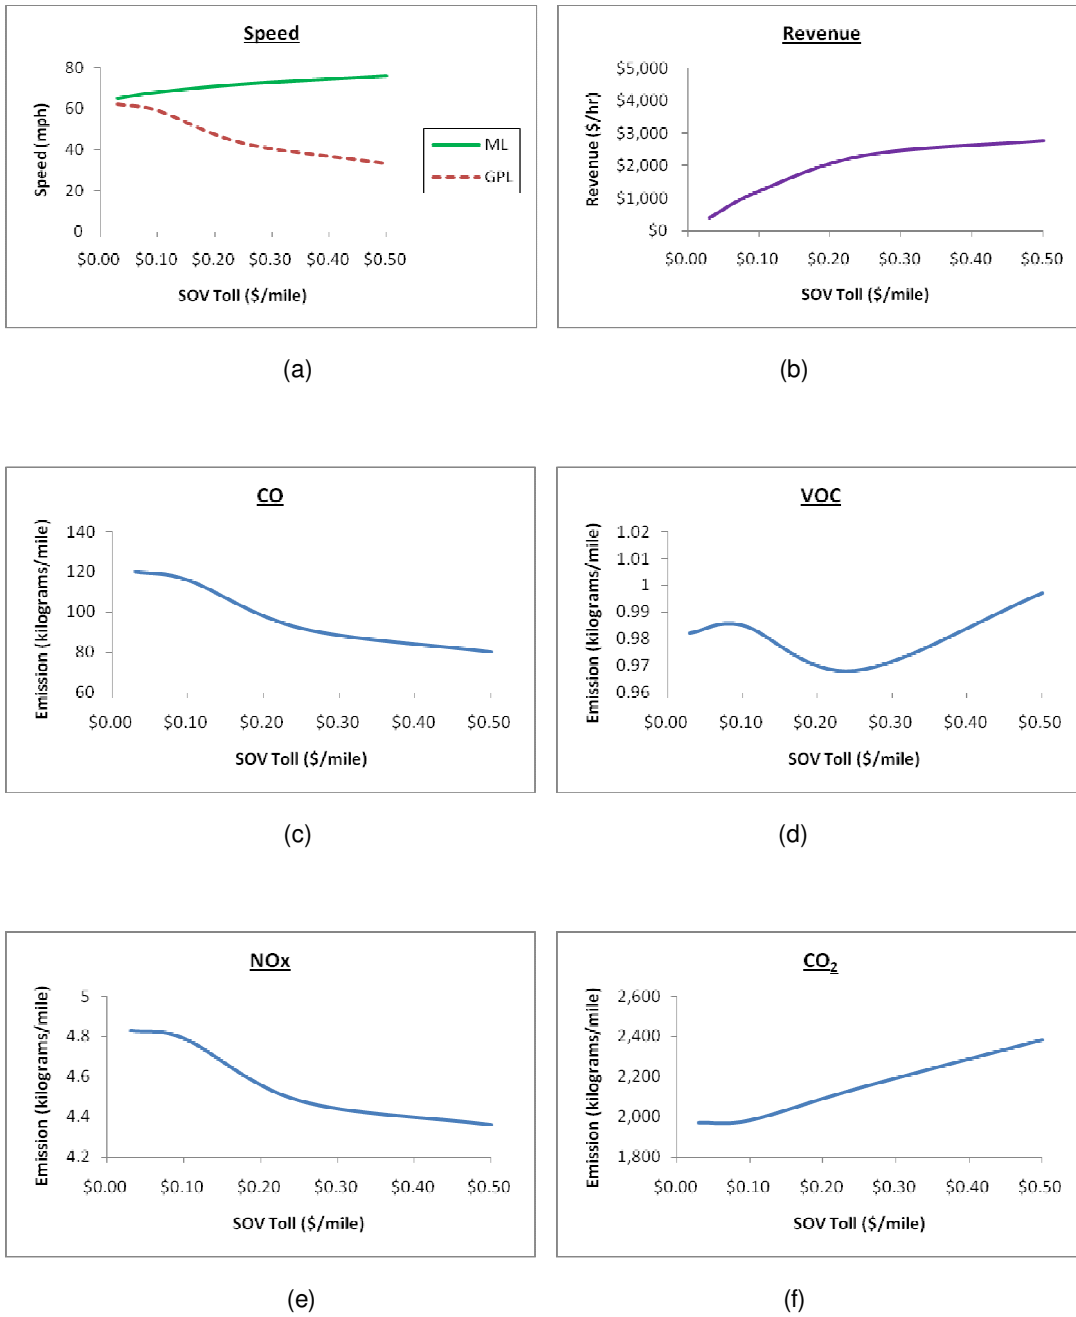 Speed
80
60
40
20
0
Speed (mph)
$0.00 $0.10 $0.20 $0.30 $0.40 $0.50
SOV Toll ($/mile)
ML
GPL
(a)
Revenue
$5,000
$4,000
$3,000
$2,000
$1,000
$0
Revenue ($/hr)
$0.00 $0.10 $0.20 $0.30 $0.40 $0.50
SOV Toll ($/mile)
(b)
CO
140
120
100
80
60
Emission (kilograms/mile)
$0.00 $0.10 $0.20 $0.30 $0.40 $0.50
SOV Toll ($/mile)
(c)
VOC
1.02
1.01
1
0.99
0.98
0.97
0.96
Emission (kilograms/mile)
$0.00 $0.10 $0.20 $0.30 $0.40 $0.50
SOV Toll ($/mile)
(d)
NOx
5
4.8
4.6
4.4
4.2
Emission (kilograms/mile)
$0.00 $0.10 $0.20 $0.30 $0.40 $0.50
SOV Toll ($/mile)
(e)
CO₂
2,600
2,400
2,200
2,000
1,800
Emission (kilograms/mile)
$0.00 $0.10 $0.20 $0.30 $0.40 $0.50
SOV Toll ($/mile)
(f)